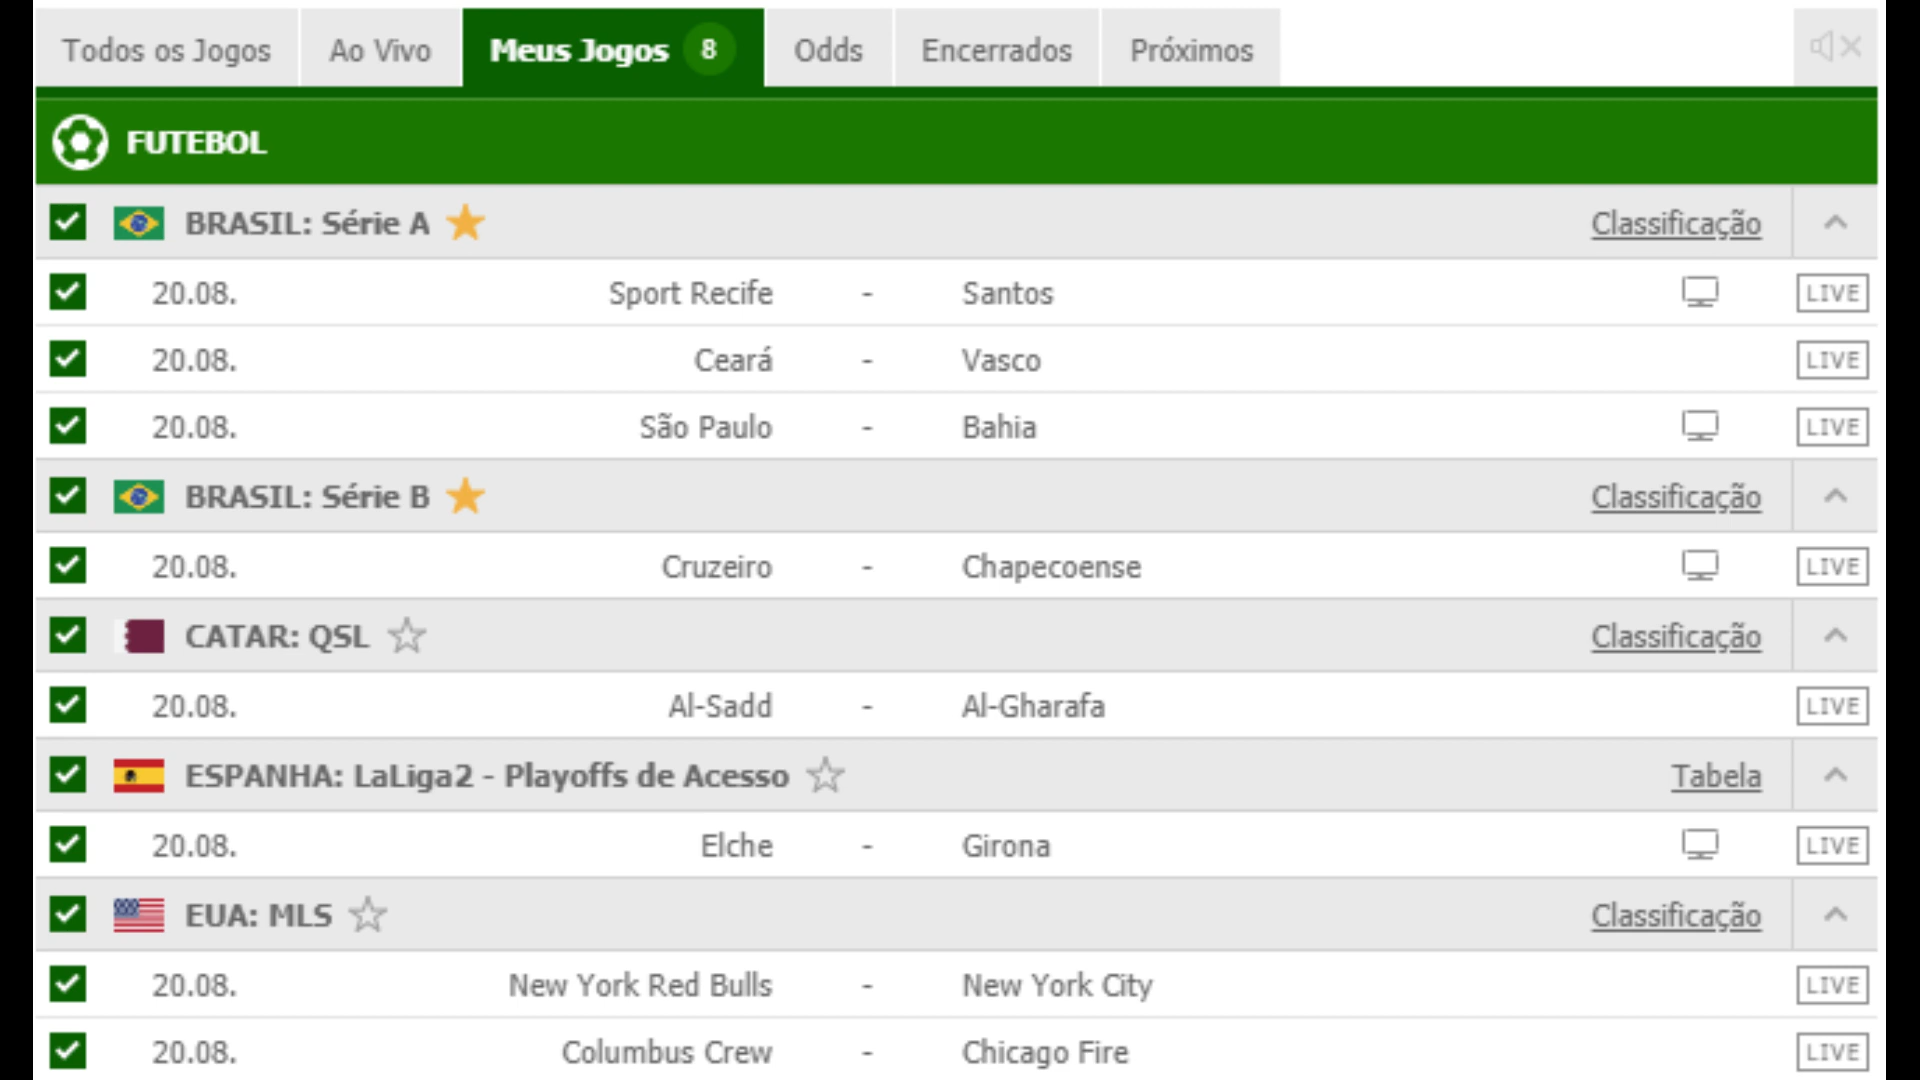 Todos os Jogos Ao Vivo Meus Jogos 8 Odds Encerrados Próximos
FUTEBOL
BRASIL: Série A Classificação
20.08. Sport Recife - Santos LIVE
20.08. Ceará - Vasco LIVE
20.08. São Paulo - Bahia LIVE
BRASIL: Série B Classificação
20.08. Cruzeiro - Chapecoense LIVE
CATAR: QSL Classificação
20.08. Al-Sadd - Al-Gharafa LIVE
ESPANHA: LaLiga2 - Playoffs de Acesso Tabela
20.08. Elche - Girona LIVE
EUA: MLS Classificação
20.08. New York Red Bulls - New York City LIVE
20.08. Columbus Crew - Chicago Fire LIVE